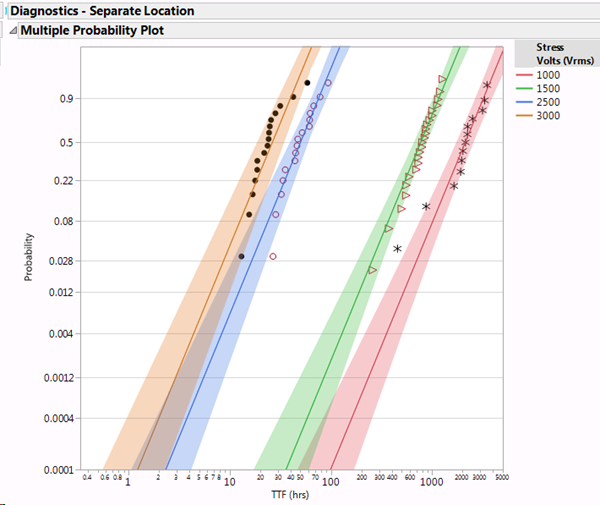 Diagnostics - Separate Location
Multiple Probability Plot
Stress
Volts (Vrms)
1000
1500
2500
3000
Probability
0.9
0.5
0.22
0.08
0.028
0.012
0.004
0.0012
0.0004
0.0001
0.4 0.6 0.8 1 2 3 4 5 6 7 8 10 20 30 40 50 70 100 200 300 400 600 1000 2000 3000 5000
TTF (hrs)